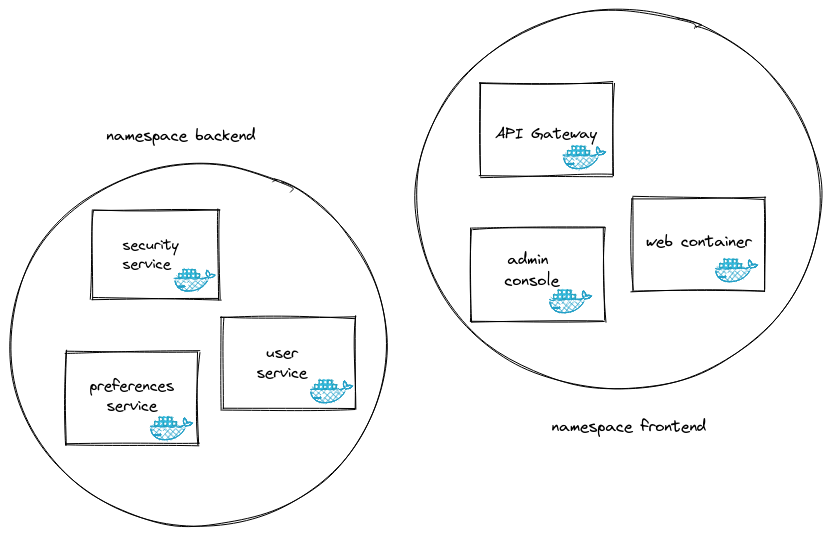 namespace backend
security
service
user
service
preferences
service
API Gateway
web container
admin
console
namespace frontend